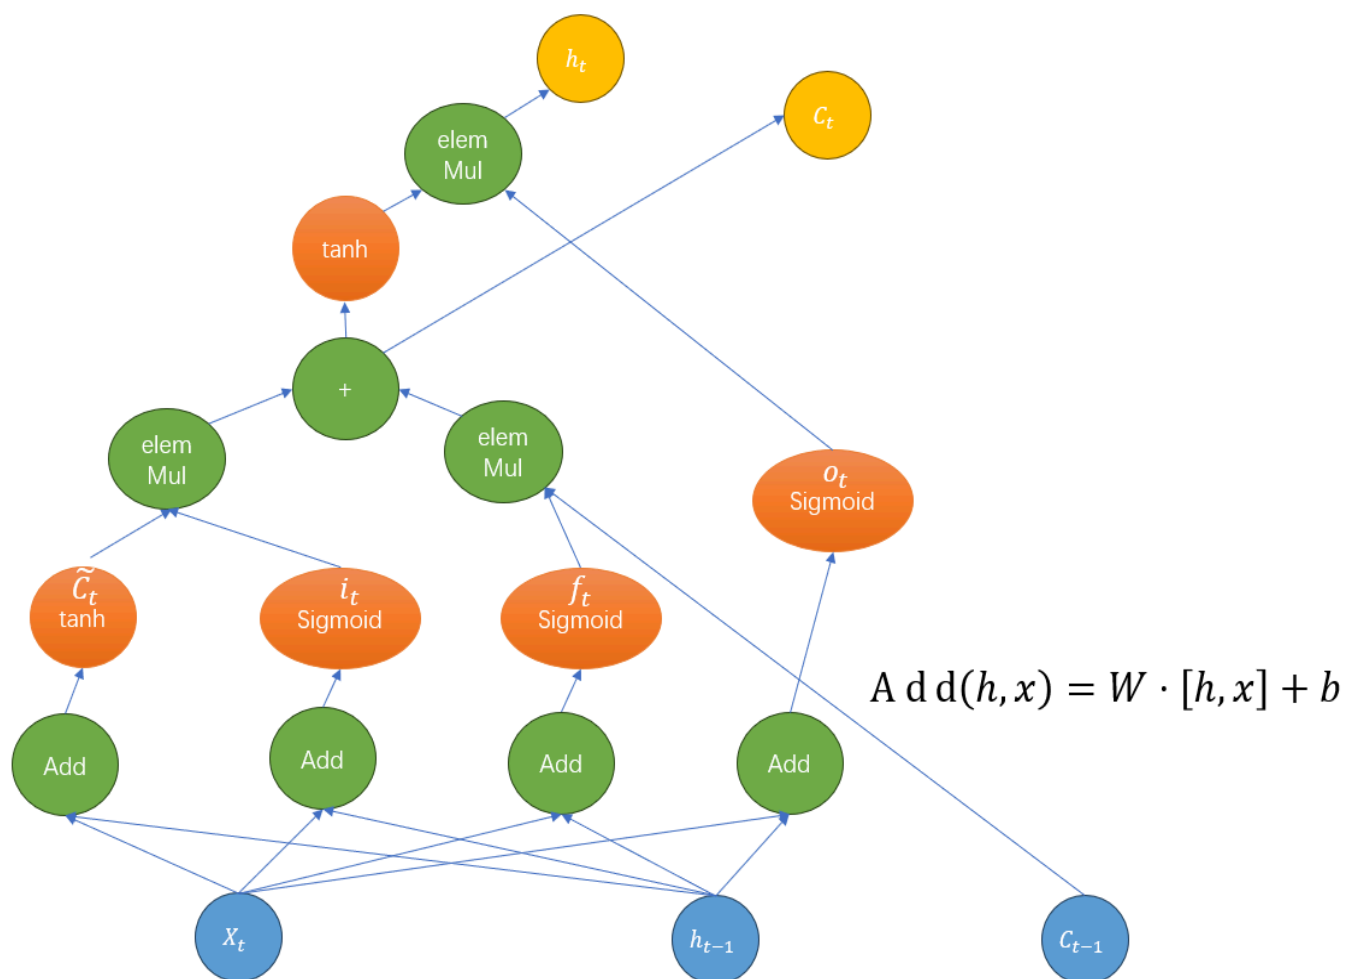 h_t
C_t
elem
Mul
tanh
+
elem
Mul
elem
Mul
o_t
Sigmoid
C̃_t
tanh
i_t
Sigmoid
f_t
Sigmoid
A d d(h, x) = W · [h, x] + b
Add
Add
Add
Add
X_t
h_{t−1}
C_{t−1}